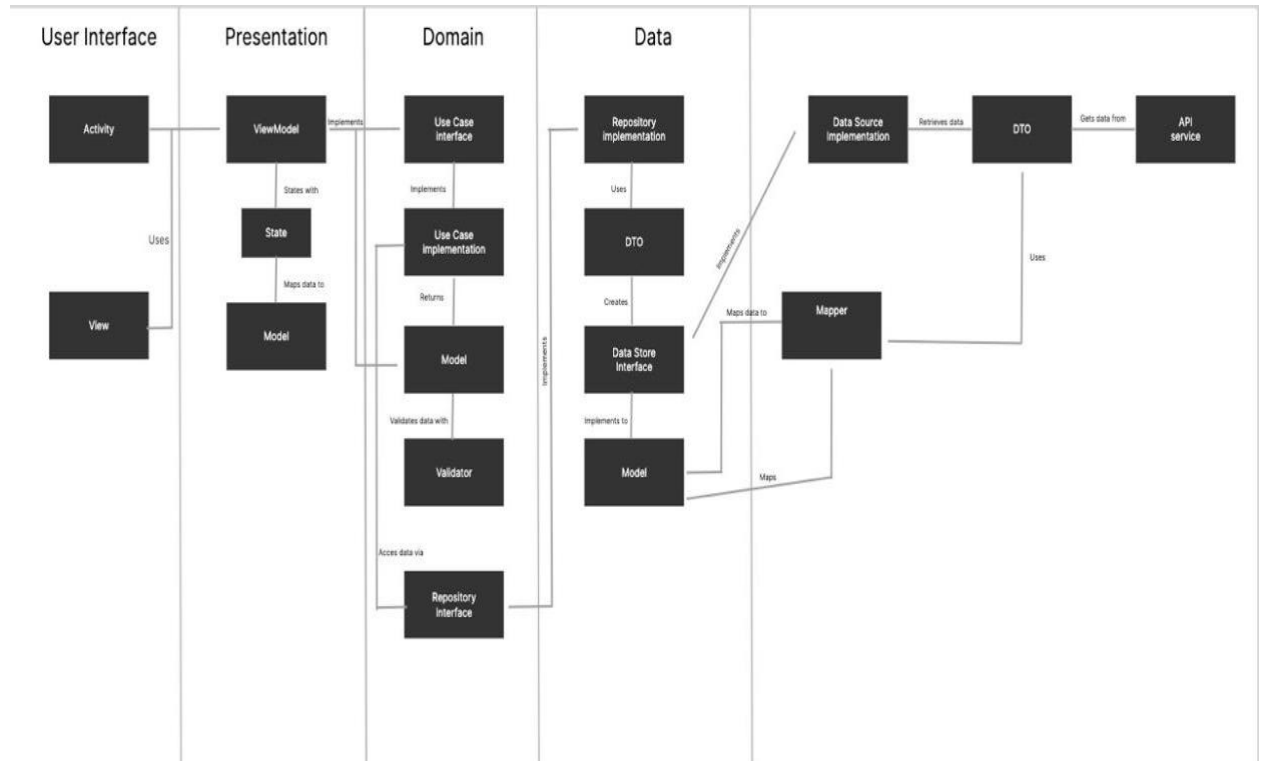 User Interface
Presentation
Domain
Data
Activity
View
Uses
ViewModel
States with
State
Maps data to
Model
Implements
Use Case
interface
Implements
Use Case
implementation
Returns
Model
Validates data with
Validator
Acces data via
Repository
interface
Implements
Repository
implementation
Uses
DTO
Creates
Data Store
Interface
Implements to
Model
Implements
Maps data to
Maps
Data Source
Implementation
Retrieves data
DTO
Gets data from
API
service
Uses
Mapper